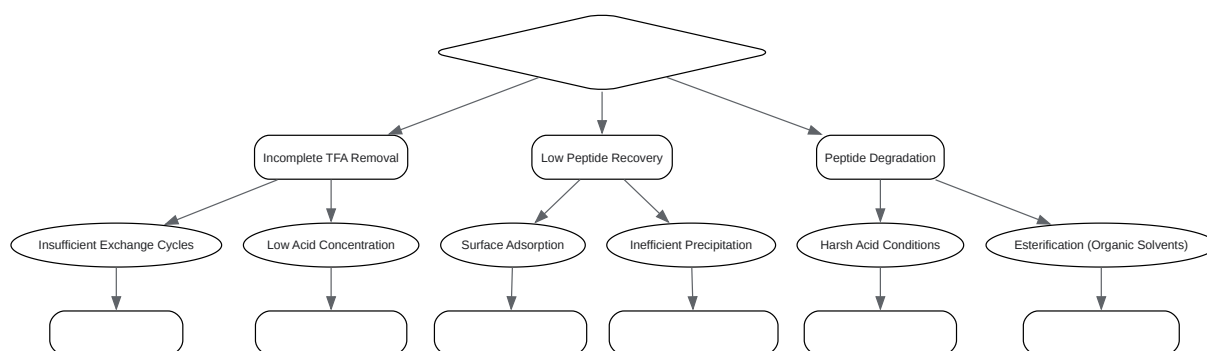 Incomplete TFA Removal
Low Peptide Recovery
Peptide Degradation
Insufficient Exchange Cycles
Low Acid Concentration
Surface Adsorption
Inefficient Precipitation
Harsh Acid Conditions
Esterification (Organic Solvents)